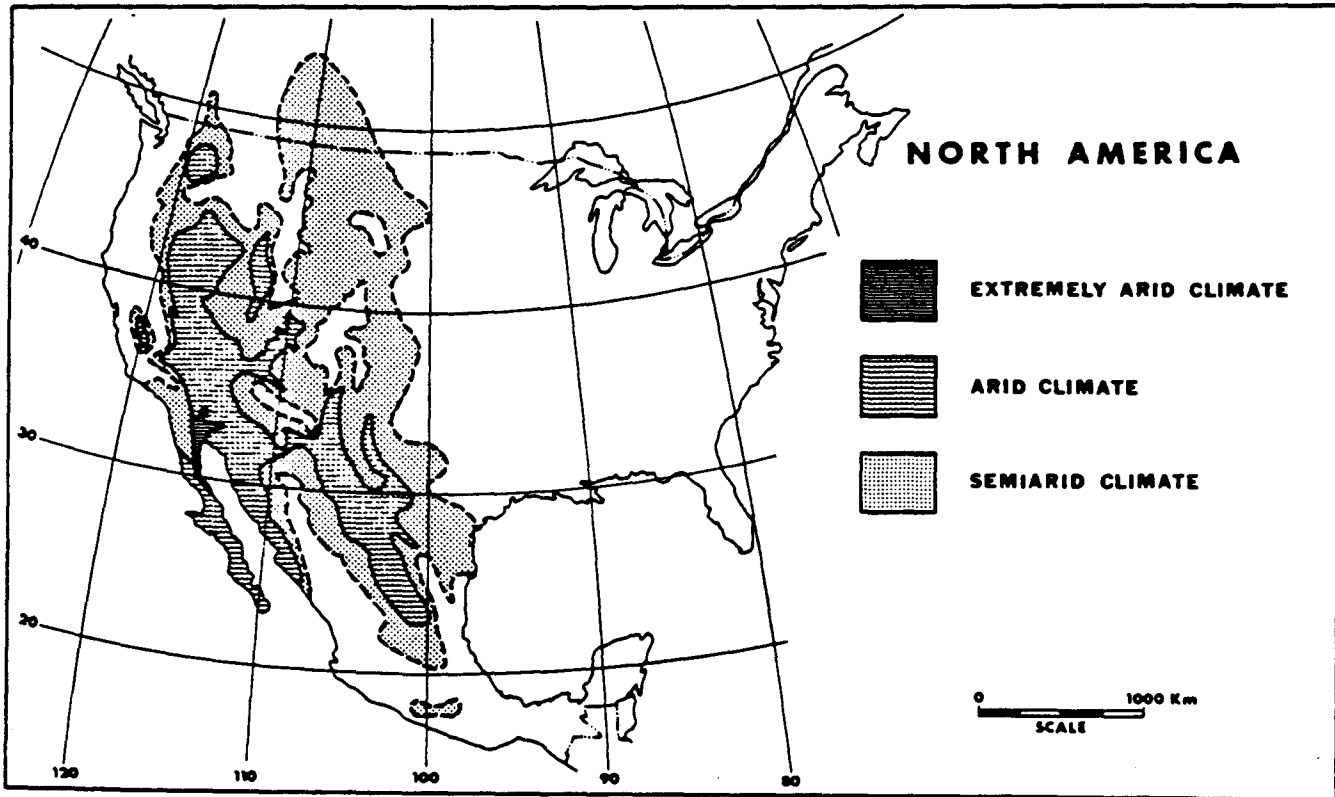 NORTH AMERICA
EXTREMELY ARID CLIMATE
ARID CLIMATE
SEMIARID CLIMATE
40
30
20
0 1000 Km
SCALE
120 110 100 90 80